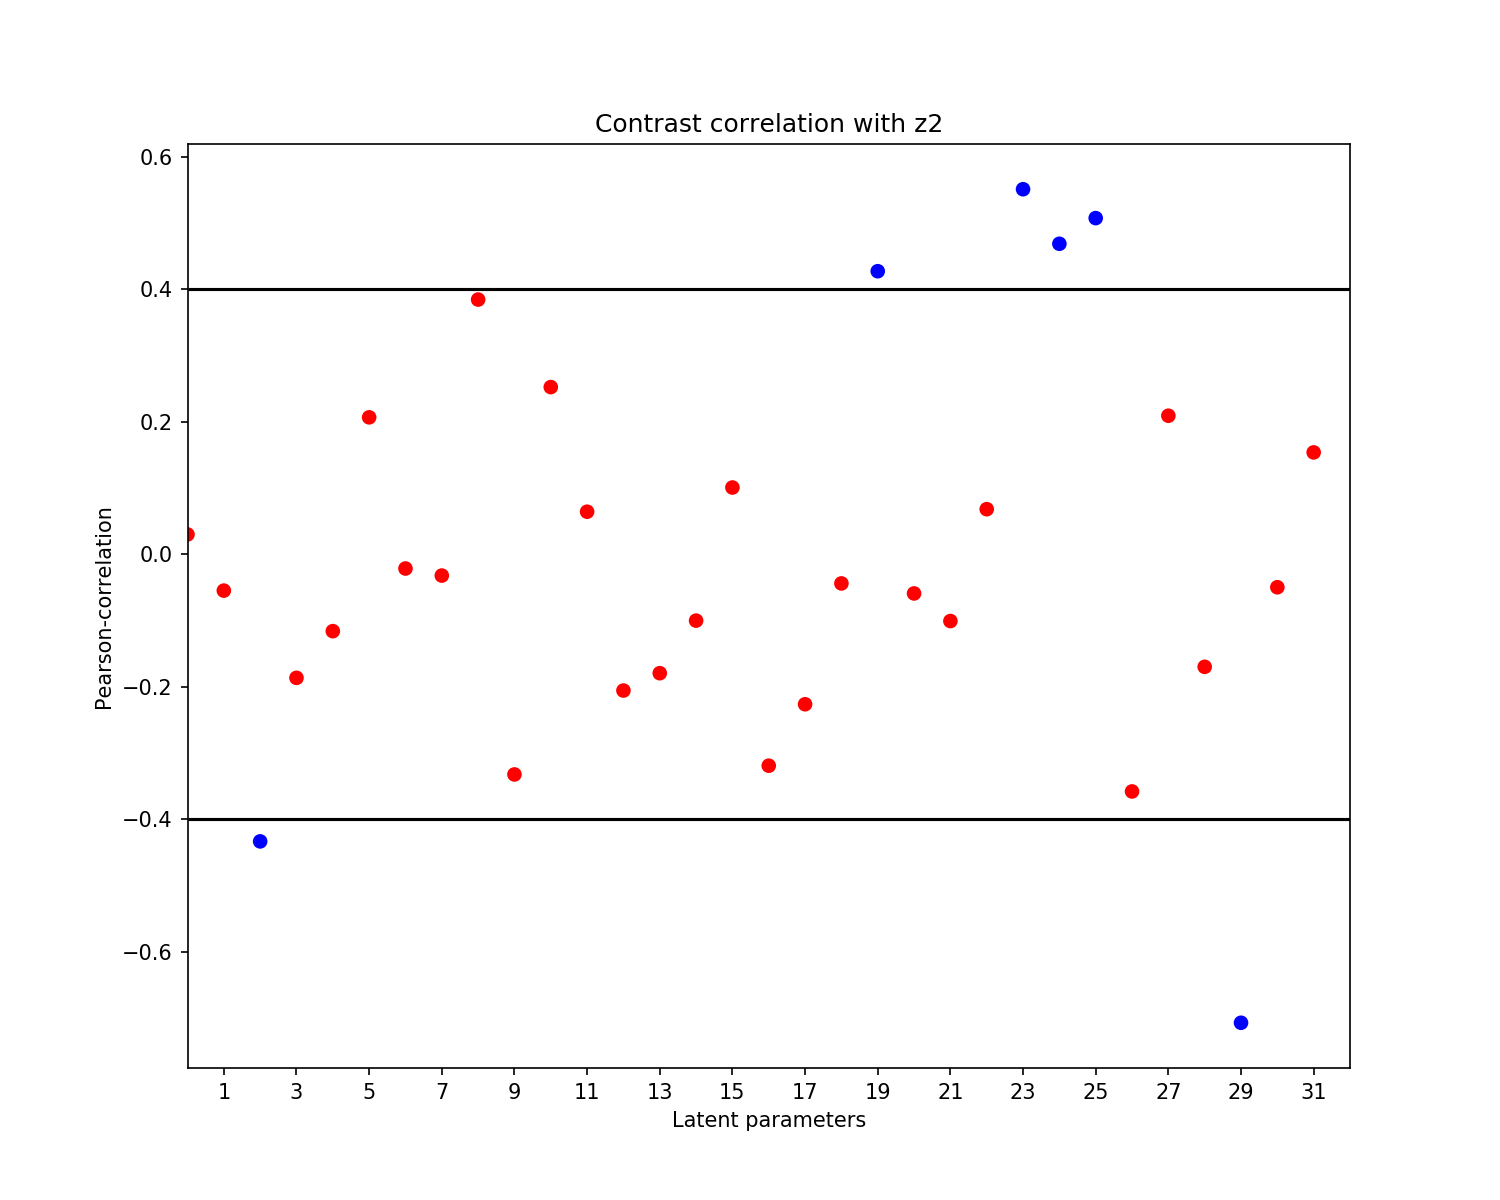 Contrast correlation with z2
0.6
0.4
0.2
0.0
−0.2
−0.4
−0.6
Pearson-correlation
1 3 5 7 9 11 13 15 17 19 21 23 25 27 29 31
Latent parameters